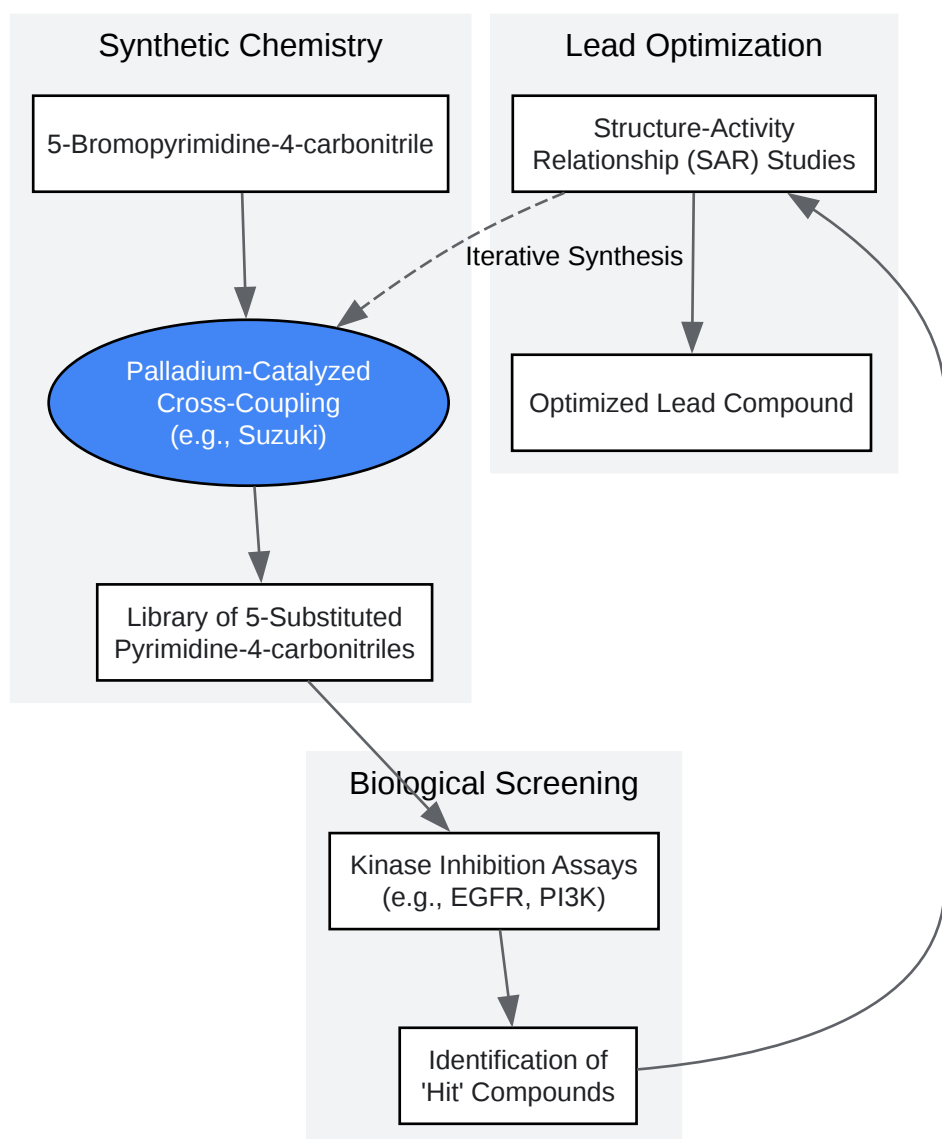 Synthetic Chemistry
5-Bromopyrimidine-4-carbonitrile
Palladium-Catalyzed
Cross-Coupling
(e.g., Suzuki)
Library of 5-Substituted
Pyrimidine-4-carbonitriles
Lead Optimization
Structure-Activity
Relationship (SAR) Studies
Iterative Synthesis
Optimized Lead Compound
Biological Screening
Kinase Inhibition Assays
(e.g., EGFR, PI3K)
Identification of
'Hit' Compounds